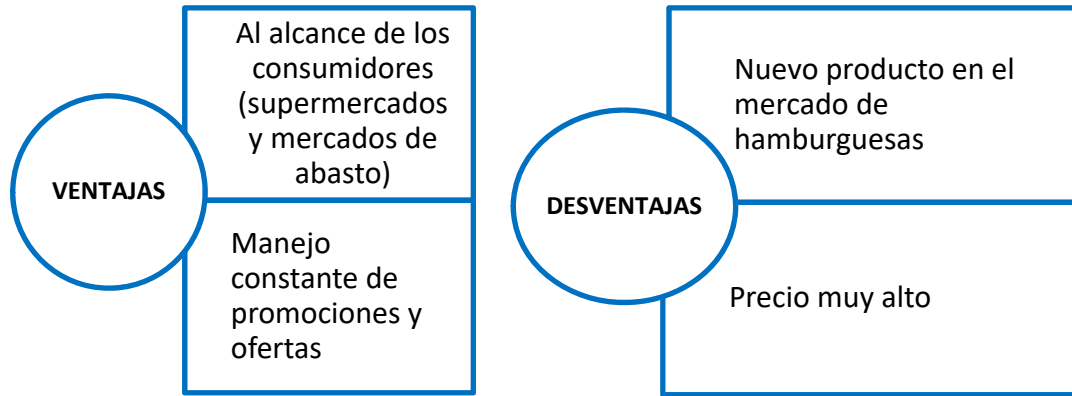 VENTAJAS
Al alcance de los
consumidores
(supermercados
y mercados de
abasto)
Manejo
constante de
promociones y
ofertas
DESVENTAJAS
Nuevo producto en el
mercado de
hamburguesas
Precio muy alto